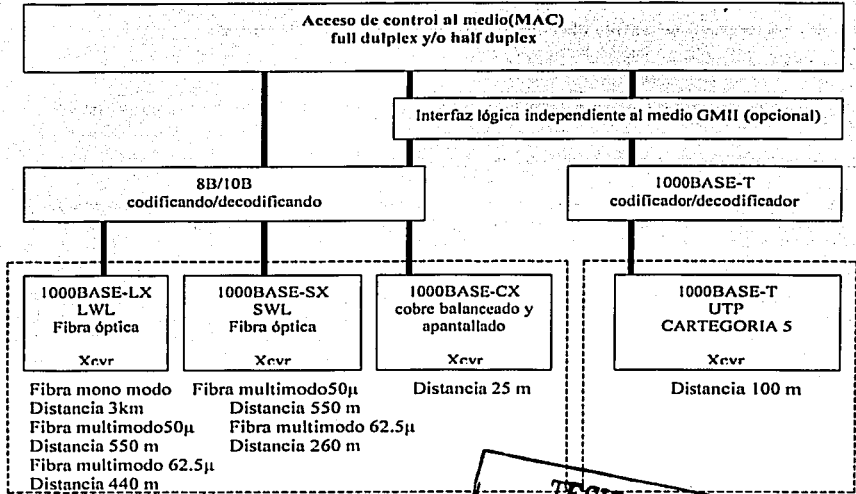 Acceso de control al medio(MAC)
full dulplex y/o half duplex
Interfaz lógica independiente al medio GMII (opcional)
8B/10B
codificando/decodificando
1000BASE-T
codificador/decodificador
1000BASE-LX
LWL
Fibra óptica
Xcvr
1000BASE-SX
SWL
Fibra óptica
Xcvr
1000BASE-CX
cobre balanceado y
apantallado
Xcvr
1000BASE-T
UTP
CARTEGORIA 5
Xcvr
Fibra mono modo
Distancia 3km
Fibra multimodo50µ
Distancia 550 m
Fibra multimodo 62.5µ
Distancia 440 m
Fibra multimodo50µ
Distancia 550 m
Fibra multimodo 62.5µ
Distancia 260 m
Distancia 25 m
Distancia 100 m